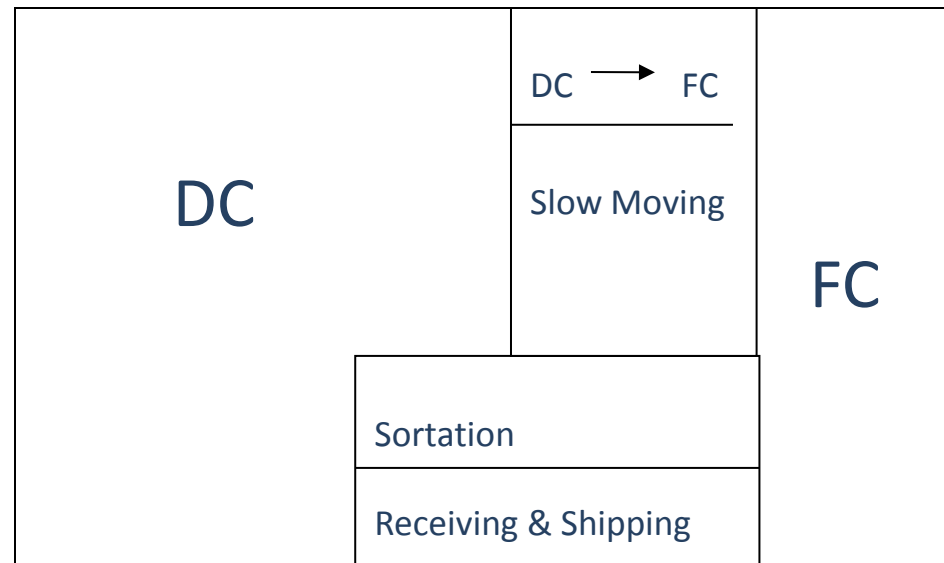 DC FC
DC
Slow Moving
FC
Sortation
Receiving & Shipping